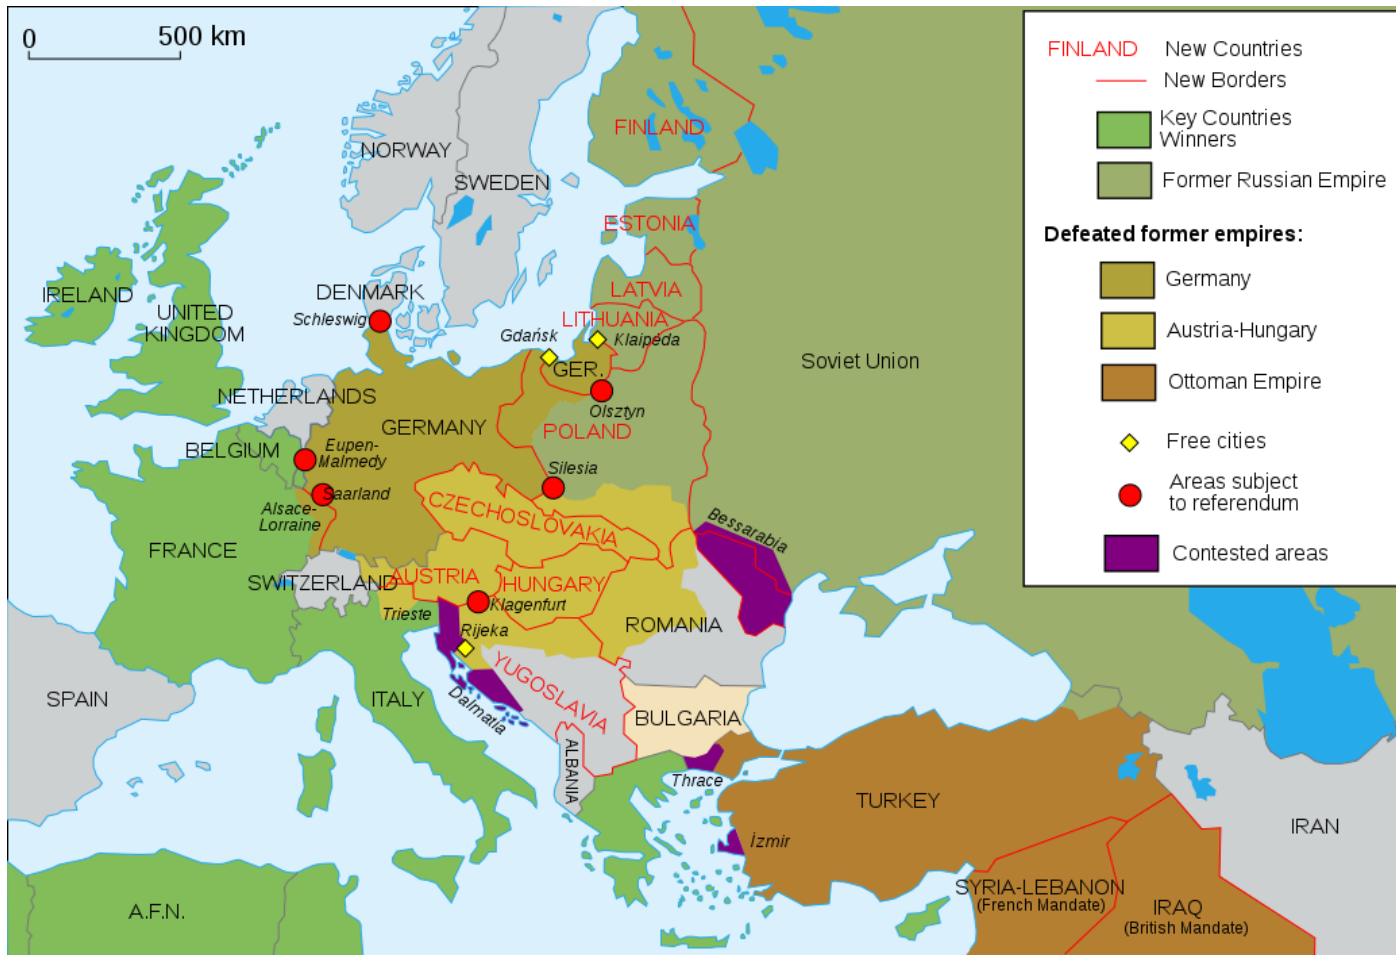 0 500 km
FINLAND New Countries
New Borders
Key Countries
Winners
Former Russian Empire
Defeated former empires:
Germany
Austria-Hungary
Ottoman Empire
Free cities
Areas subject
to referendum
Contested areas
FINLAND
NORWAY
SWEDEN
ESTONIA
IRELAND
DENMARK
LATVIA
UNITED
KINGDOM
Schleswig
LITHUANIA
Gdańsk
Klaipėda
GER.
Soviet Union
NETHERLANDS
Olsztyn
GERMANY
POLAND
BELGIUM
Eupen-
Malmedy
Silesia
Saarland
Alsace-
Lorraine
CZECHOSLOVAKIA
Bessarabia
FRANCE
SWITZERLAND
AUSTRIA
HUNGARY
Klagenfurt
Trieste
Rijeka
ROMANIA
YUGOSLAVIA
SPAIN
ITALY
Dalmatia
BULGARIA
ALBANIA
Thrace
TURKEY
İzmir
IRAN
SYRIA-LEBANON
(French Mandate)
IRAQ
(British Mandate)
A.F.N.